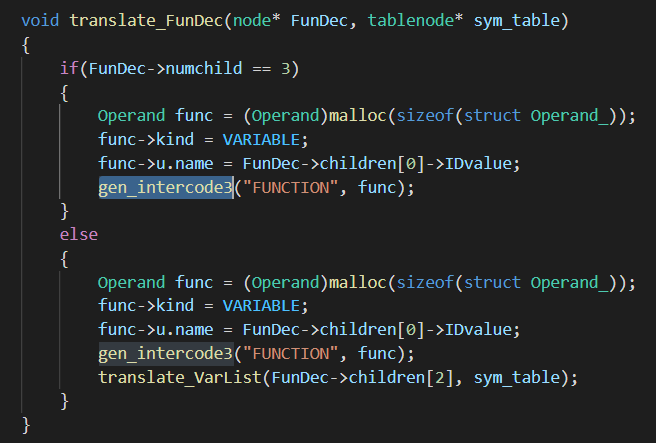 void translate_FunDec(node* FunDec, tablenode* sym_table)
{
    if(FunDec->numchild == 3)
    {
        Operand func = (Operand)malloc(sizeof(struct Operand_));
        func->kind = VARIABLE;
        func->u.name = FunDec->children[0]->IDvalue;
        gen_intercode3("FUNCTION", func);
    }
    else
    {
        Operand func = (Operand)malloc(sizeof(struct Operand_));
        func->kind = VARIABLE;
        func->u.name = FunDec->children[0]->IDvalue;
        gen_intercode3("FUNCTION", func);
        translate_VarList(FunDec->children[2], sym_table);
    }
}